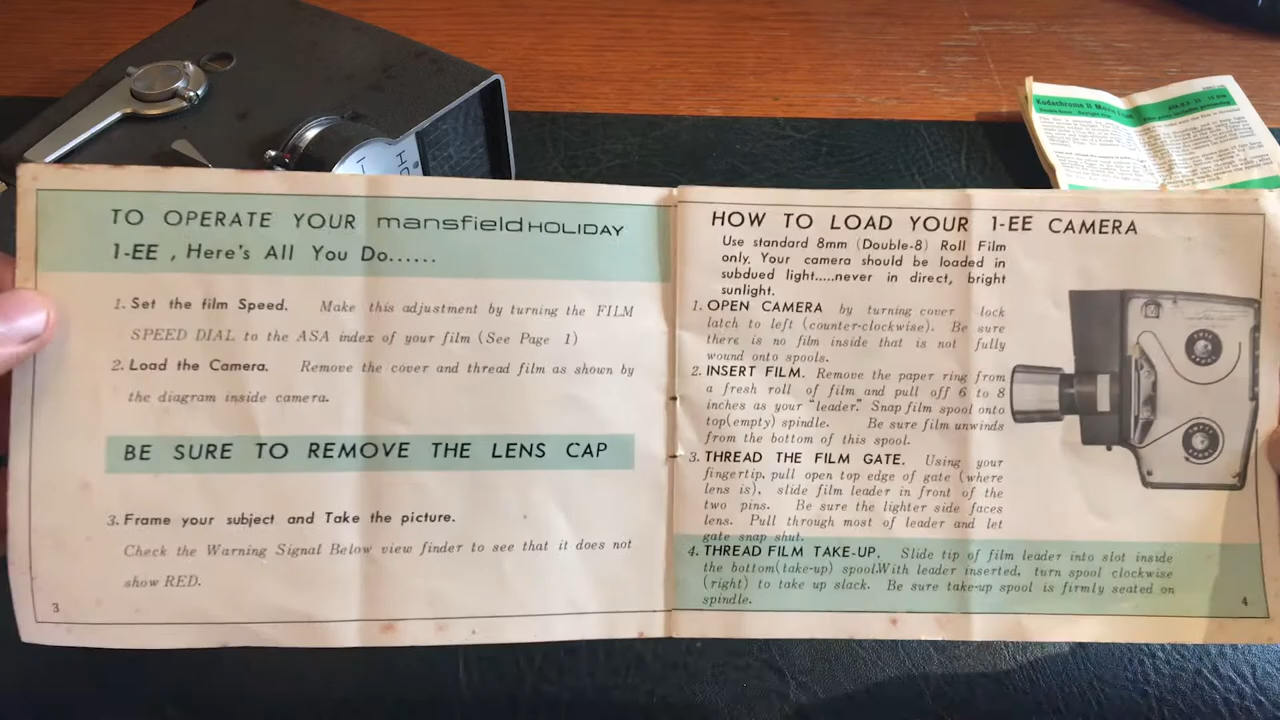 TO OPERATE YOUR mansfield HOLIDAY
1-EE , Here's All You Do......
1. Set the film Speed. Make this adjustment by turning the FILM
SPEED DIAL to the ASA index of your film (See Page 1)
2. Load the Camera. Remove the cover and thread film as shown by
the diagram inside camera.
BE SURE TO REMOVE THE LENS CAP
3. Frame your subject and Take the picture.
Check the Warning Signal Below view finder to see that it does not
show RED.
3
HOW TO LOAD YOUR 1-EE CAMERA
Use standard 8mm (Double-8) Roll Film
only. Your camera should be loaded in
subdued light.....never in direct, bright
sunlight.
1. OPEN CAMERA by turning cover lock
latch to left (counter-clockwise). Be sure
there is no film inside that is not fully
wound onto spools.
2. INSERT FILM. Remove the paper ring from
a fresh roll of film and pull off 6 to 8
inches as your "leader." Snap film spool onto
top(empty) spindle. Be sure film unwinds
from the bottom of this spool.
3. THREAD THE FILM GATE. Using your
fingertip, pull open top edge of gate (where
lens is), slide film leader in front of the
two pins. Be sure the lighter side faces
lens. Pull through most of leader and let
gate snap shut.
4. THREAD FILM TAKE-UP. Slide tip of film leader into slot inside
the bottom(take-up) spool.With leader inserted, turn spool clockwise
(right) to take up slack. Be sure take-up spool is firmly seated on
spindle.
4
Kodachrome II Movie Film